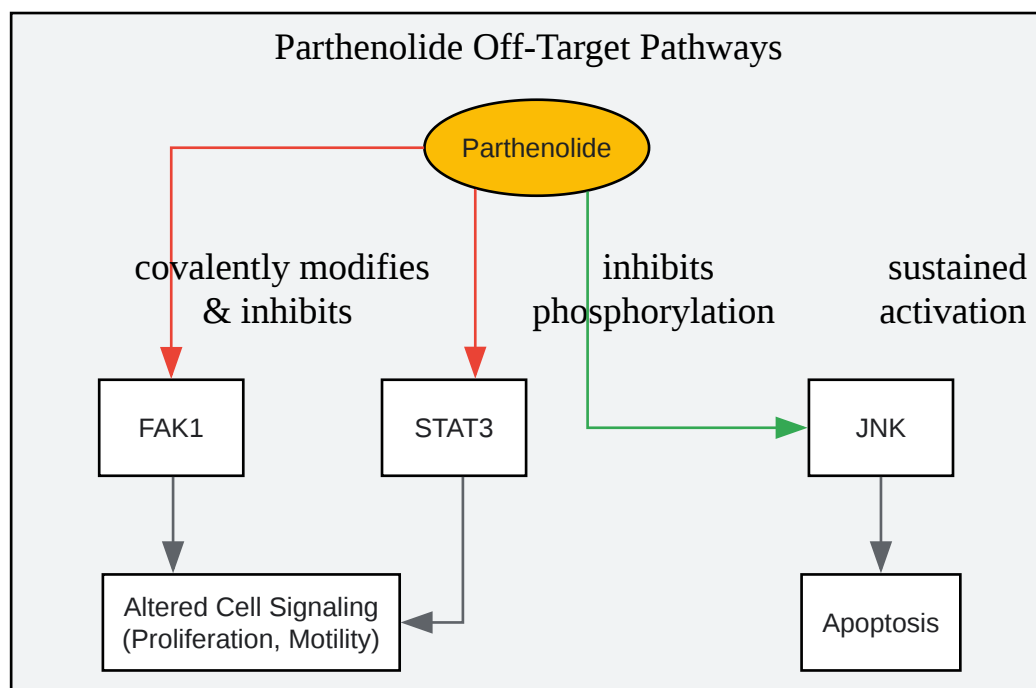 Parthenolide Off-Target Pathways
Parthenolide
covalently modifies
& inhibits
inhibits
phosphorylation
sustained
activation
FAK1
STAT3
JNK
Altered Cell Signaling
(Proliferation, Motility)
Apoptosis